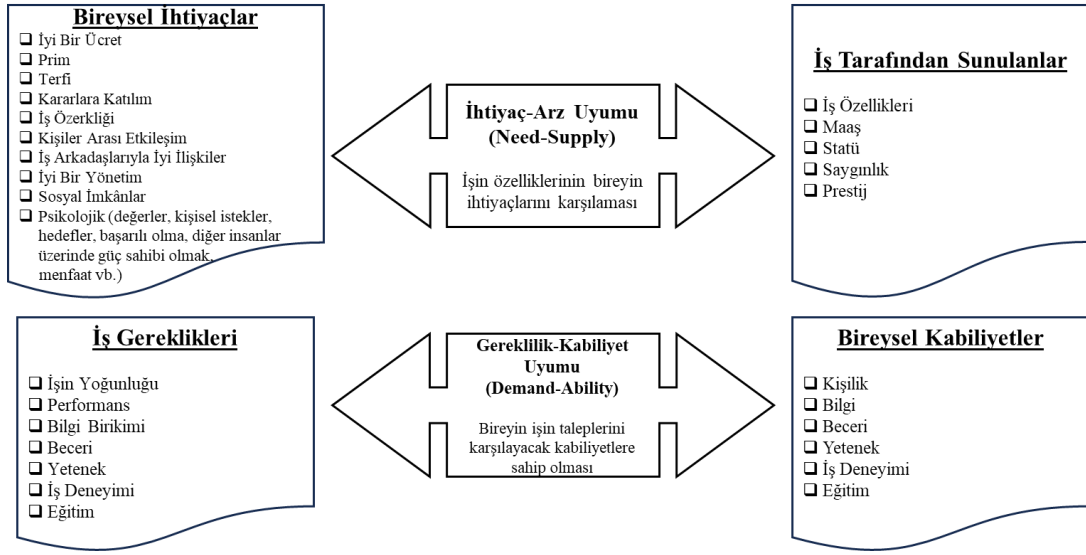 Bireysel İhtiyaçlar
❑ İyi Bir Ücret
❑ Prim
❑ Terfi
❑ Kararlara Katılım
❑ İş Özerkliği
❑ Kişiler Arası Etkileşim
❑ İş Arkadaşlarıyla İyi İlişkiler
❑ İyi Bir Yönetim
❑ Sosyal İmkânlar
❑ Psikolojik (değerler, kişisel istekler,
hedefler, başarılı olma, diğer insanlar
üzerinde güç sahibi olmak,
menfaat vb.)
İhtiyaç-Arz Uyumu
(Need-Supply)
İşin özelliklerinin bireyin
ihtiyaçlarını karşılaması
İş Tarafından Sunulanlar
❑ İş Özellikleri
❑ Maaş
❑ Statü
❑ Saygınlık
❑ Prestij
İş Gereklikleri
❑ İşin Yoğunluğu
❑ Performans
❑ Bilgi Birikimi
❑ Beceri
❑ Yetenek
❑ İş Deneyimi
❑ Eğitim
Gereklilik-Kabiliyet
Uyumu
(Demand-Ability)
Bireyin işin taleplerini
karşılayacak kabiliyetlere
sahip olması
Bireysel Kabiliyetler
❑ Kişilik
❑ Bilgi
❑ Beceri
❑ Yetenek
❑ İş Deneyimi
❑ Eğitim